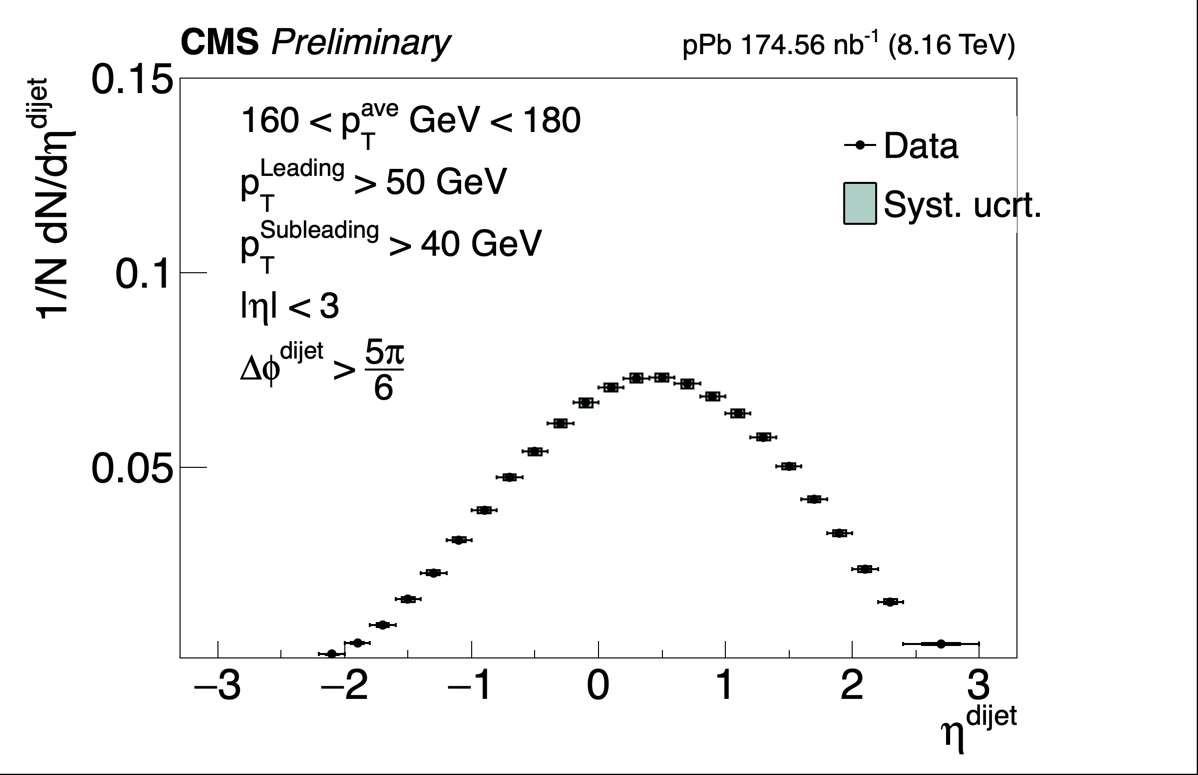 CMS Preliminary
pPb 174.56 nb-1 (8.16 TeV)
1/N dN/dηdijet
0.15
0.1
0.05
160 < pTave GeV < 180
pTLeading > 50 GeV
pTSubleading > 40 GeV
|η| < 3
Δϕdijet > 5π/6
Data
Syst. ucrt.
−3 −2 −1 0 1 2 3
ηdijet